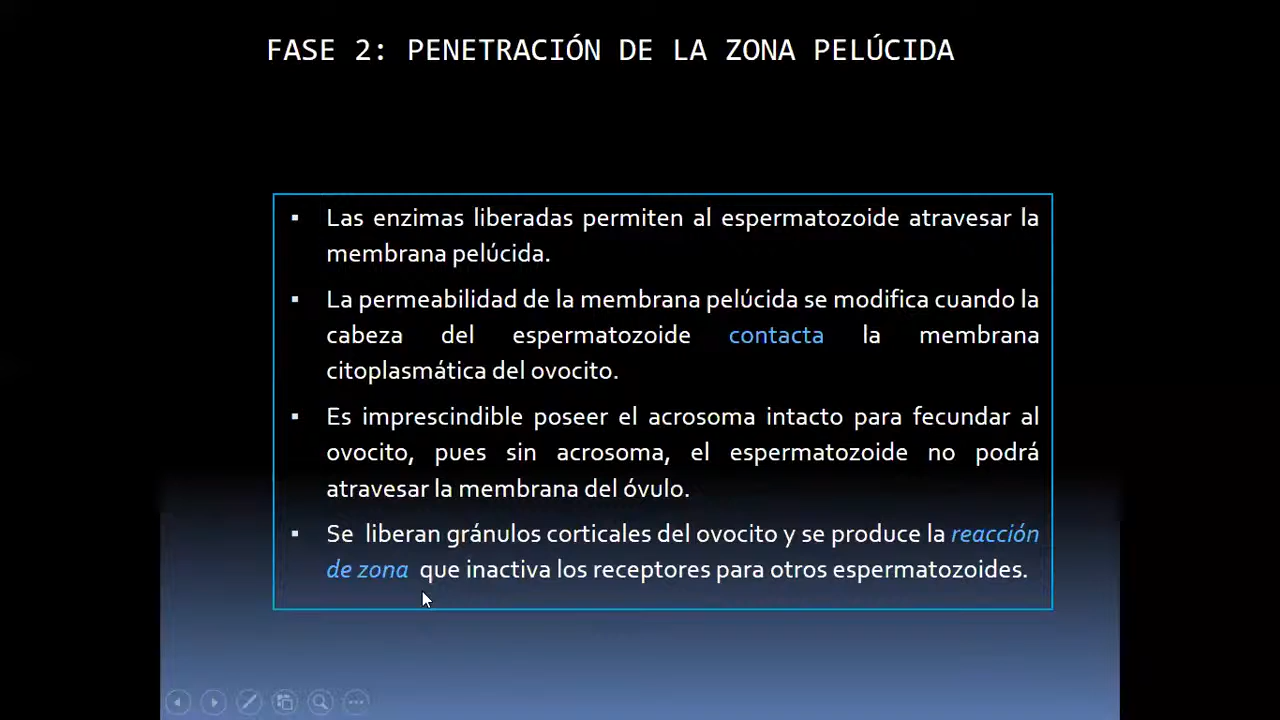 FASE 2: PENETRACIÓN DE LA ZONA PELÚCIDA
▪ Las enzimas liberadas permiten al espermatozoide atravesar la
membrana pelúcida.
▪ La permeabilidad de la membrana pelúcida se modifica cuando la
cabeza del espermatozoide contacta la membrana
citoplasmática del ovocito.
▪ Es imprescindible poseer el acrosoma intacto para fecundar al
ovocito, pues sin acrosoma, el espermatozoide no podrá
atravesar la membrana del óvulo.
▪ Se liberan gránulos corticales del ovocito y se produce la reacción
de zona que inactiva los receptores para otros espermatozoides.